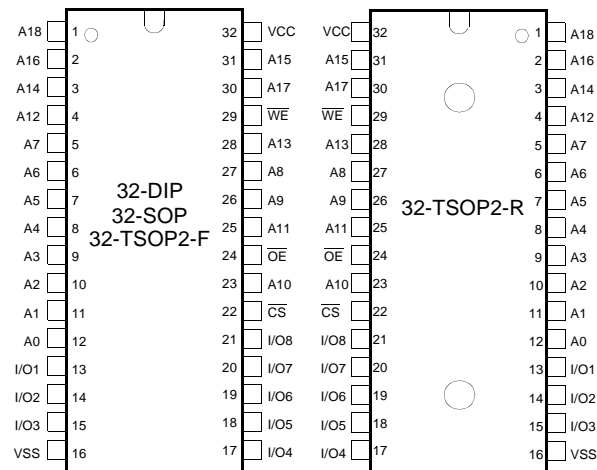 A18 1 32 VCC VCC 32 1 A18
A16 2 31 A15 A15 31 2 A16
A14 3 30 A17 A17 30 3 A14
A12 4 29 WE WE 29 4 A12
A7 5 28 A13 A13 28 5 A7
A6 6 27 A8 A8 27 6 A6
A5 7 26 A9 A9 26 7 A5
A4 8 25 A11 A11 25 8 A4
A3 9 24 OE OE 24 9 A3
A2 10 23 A10 A10 23 10 A2
A1 11 22 CS CS 22 11 A1
A0 12 21 I/O8 I/O8 21 12 A0
I/O1 13 20 I/O7 I/O7 20 13 I/O1
I/O2 14 19 I/O6 I/O6 19 14 I/O2
I/O3 15 18 I/O5 I/O5 18 15 I/O3
VSS 16 17 I/O4 I/O4 17 16 VSS
32-DIP
32-SOP
32-TSOP2-F
32-TSOP2-R